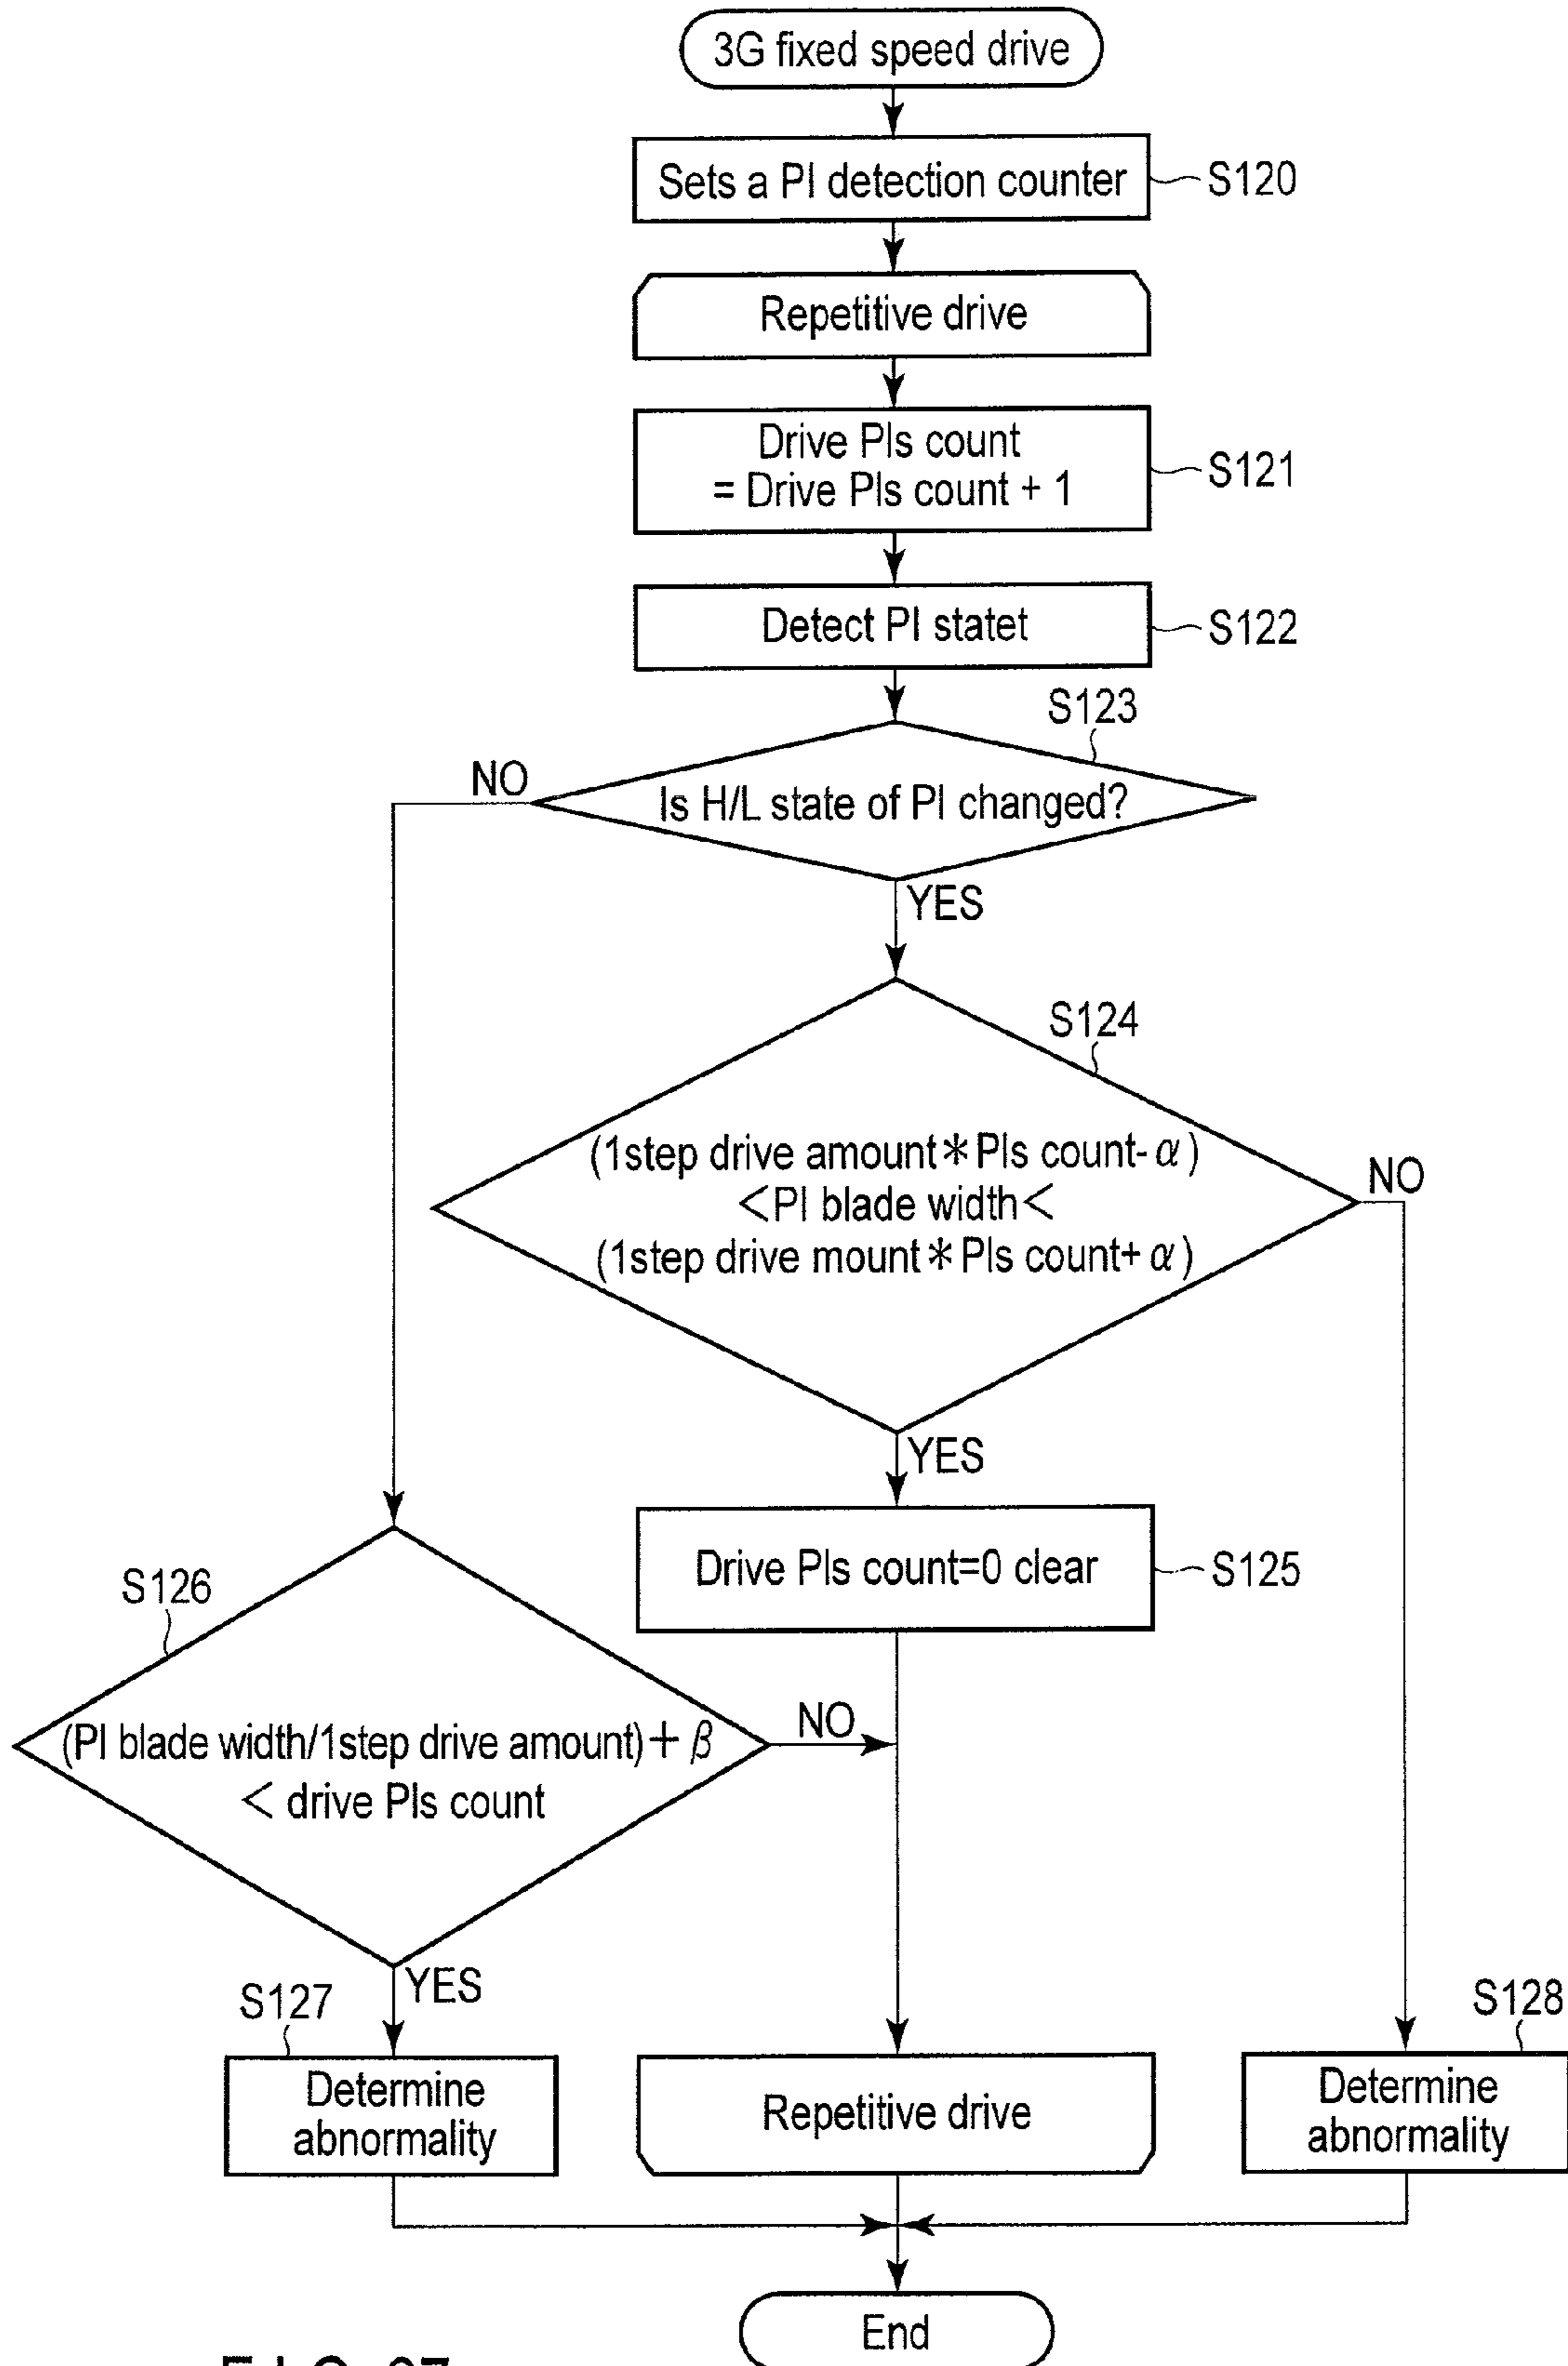 3G fixed speed drive
Sets a PI detection counter
S120
Repetitive drive
Drive Pls count
= Drive Pls count + 1
S121
Detect PI statet
S122
S123
NO
Is H/L state of PI changed?
YES
S124
(1step drive amount*Pls count-α)
<PI blade width<
(1step drive mount*Pls count+α)
NO
YES
Drive Pls count=0 clear
S125
S126
(PI blade width/1step drive amount)+β
< drive Pls count
NO
YES
S127
Determine
abnormality
Repetitive drive
S128
Determine
abnormality
End